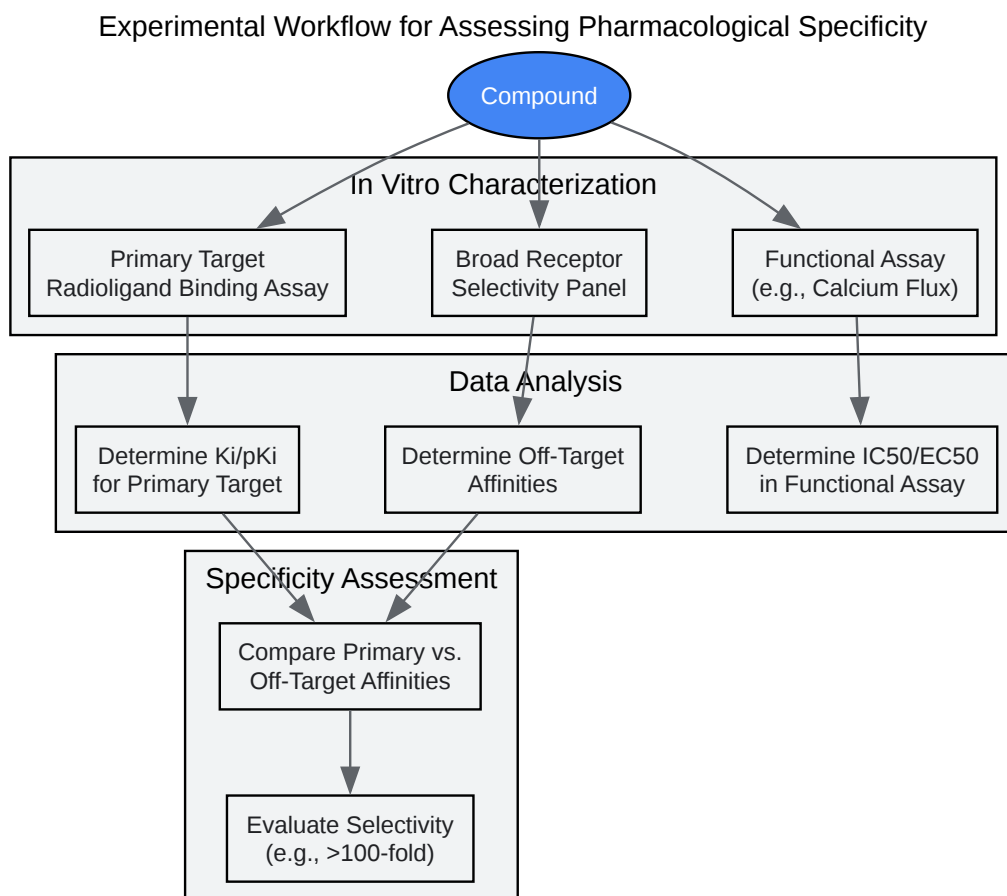 Experimental Workflow for Assessing Pharmacological Specificity
Compound
In Vitro Characterization
Primary Target
Radioligand Binding Assay
Broad Receptor
Selectivity Panel
Functional Assay
(e.g., Calcium Flux)
Data Analysis
Determine Ki/pKi
for Primary Target
Determine Off-Target
Affinities
Determine IC50/EC50
in Functional Assay
Specificity Assessment
Compare Primary vs.
Off-Target Affinities
Evaluate Selectivity
(e.g., >100-fold)